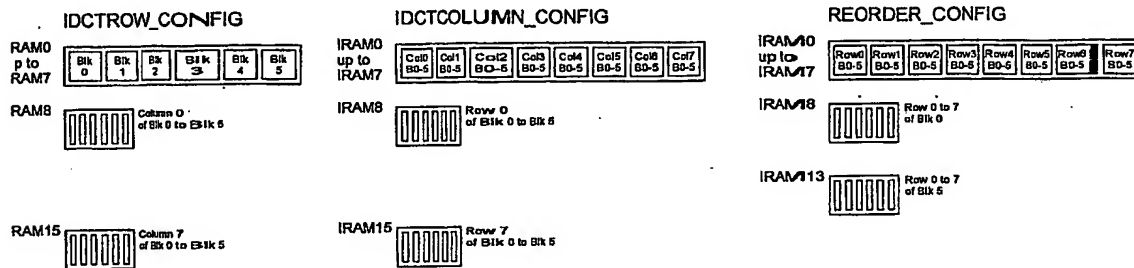 IDCTROW_CONFIG
RAM0
p to
RAM7
Blk 0 Blk 1 Blk 2 Blk 3 Blk 4 Blk 5
RAM8
Column 0
of Blk 0 to Blk 5
RAM15
Column 7
of Blk 0 to Blk 5
IDCTCOLUMN_CONFIG
IRAM0
up to
IRAM7
Col0 Col1 Col2 Col3 Col4 Col5 Col6 Col7
B0-5 B0-5 B0-5 B0-5 B0-5 B0-5 B0-5 B0-5
IRAM8
Row 0
of Blk 0 to Blk 5
IRAM15
Row 7
of Blk 0 to Blk 5
REORDER_CONFIG
IRAM0
up to
IRAM7
Row0 Row1 Row2 Row3 Row4 Row5 Row6 Row7
B0-5 B0-5 B0-5 B0-5 B0-5 B0-5 B0-5 B0-5
IRAM8
Row 0 to 7
of Blk 0
IRAM13
Row 0 to 7
of Blk 5